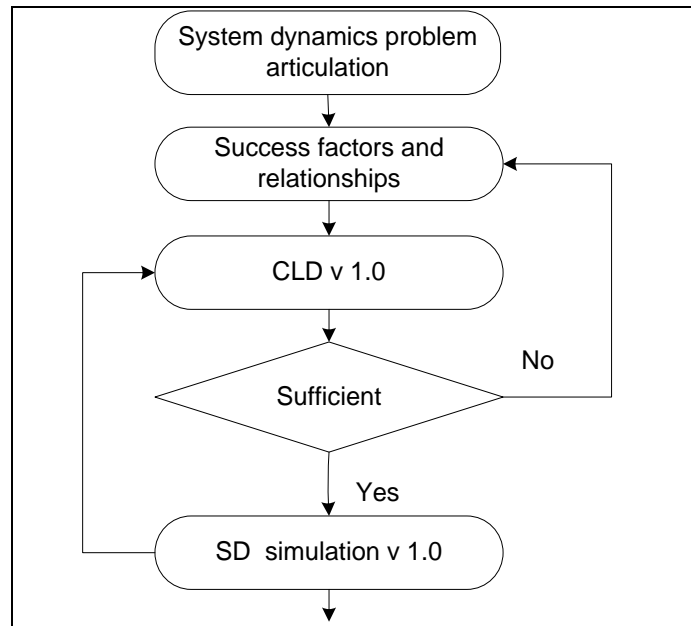 System dynamics problem
articulation
Success factors and
relationships
CLD v 1.0
Sufficient
No
Yes
SD  simulation v 1.0